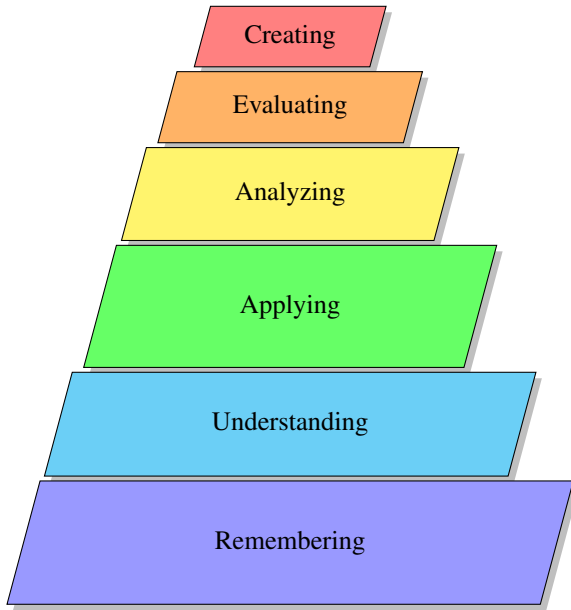 Creating
Evaluating
Analyzing
Applying
Understanding
Remembering